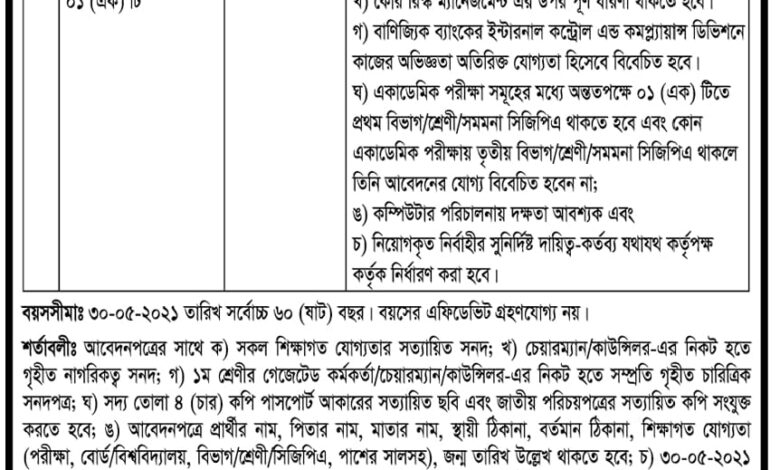 ০১ (এক) টি
খ) কোর রিস্ক ম্যানেজমেন্ট এর উপর পূর্ণ ধারণা থাকতে হবে।
গ) বাণিজ্যিক ব্যাংকের ইন্টারনাল কন্ট্রোল এন্ড কমপ্ল্যায়ান্স ডিভিশনে
কাজের অভিজ্ঞতা অতিরিক্ত যোগ্যতা হিসেবে বিবেচিত হবে।
ঘ) একাডেমিক পরীক্ষা সমূহের মধ্যে অন্ততপক্ষে ০১ (এক) টিতে
প্রথম বিভাগ/শ্রেণী/সমমনা সিজিপিএ থাকতে হবে এবং কোন
একাডেমিক পরীক্ষায় তৃতীয় বিভাগ/শ্রেণী/সমমনা সিজিপিএ থাকলে
তিনি আবেদনের যোগ্য বিবেচিত হবেন না;
ঙ) কম্পিউটার পরিচালনায় দক্ষতা আবশ্যক এবং
চ) নিয়োগকৃত নির্বাহীর সুনির্দিষ্ট দায়িত্ব-কর্তব্য যথাযথ কর্তৃপক্ষ
কর্তৃক নির্ধারণ করা হবে।
বয়সসীমাঃ ৩০-০৫-২০২১ তারিখ সর্বোচ্চ ৬০ (ষাট) বছর। বয়সের এফিডেভিট গ্রহণযোগ্য নয়।
শর্তাবলীঃ আবেদনপত্রের সাথে ক) সকল শিক্ষাগত যোগ্যতার সত্যায়িত সনদ; খ) চেয়ারম্যান/কাউন্সিলর-এর নিকট হতে
গৃহীত নাগরিকত্ব সনদ; গ) ১ম শ্রেণীর গেজেটেড কর্মকর্তা/চেয়ারম্যান/কাউন্সিলর-এর নিকট হতে সম্প্রতি গৃহীত চারিত্রিক
সনদপত্র; ঘ) সদ্য তোলা ৪ (চার) কপি পাসপোর্ট আকারের সত্যায়িত ছবি এবং জাতীয় পরিচয়পত্রের সত্যায়িত কপি সংযুক্ত
করতে হবে; ঙ) আবেদনপত্রে প্রার্থীর নাম, পিতার নাম, মাতার নাম, স্থায়ী ঠিকানা, বর্তমান ঠিকানা, শিক্ষাগত যোগ্যতা
(পরীক্ষা, বোর্ড/বিশ্ববিদ্যালয়, বিভাগ/শ্রেণী/সিজিপিএ, পাশের সালসহ), জন্ম তারিখ উল্লেখ থাকতে হবে; চ) ৩০-০৫-২০২১